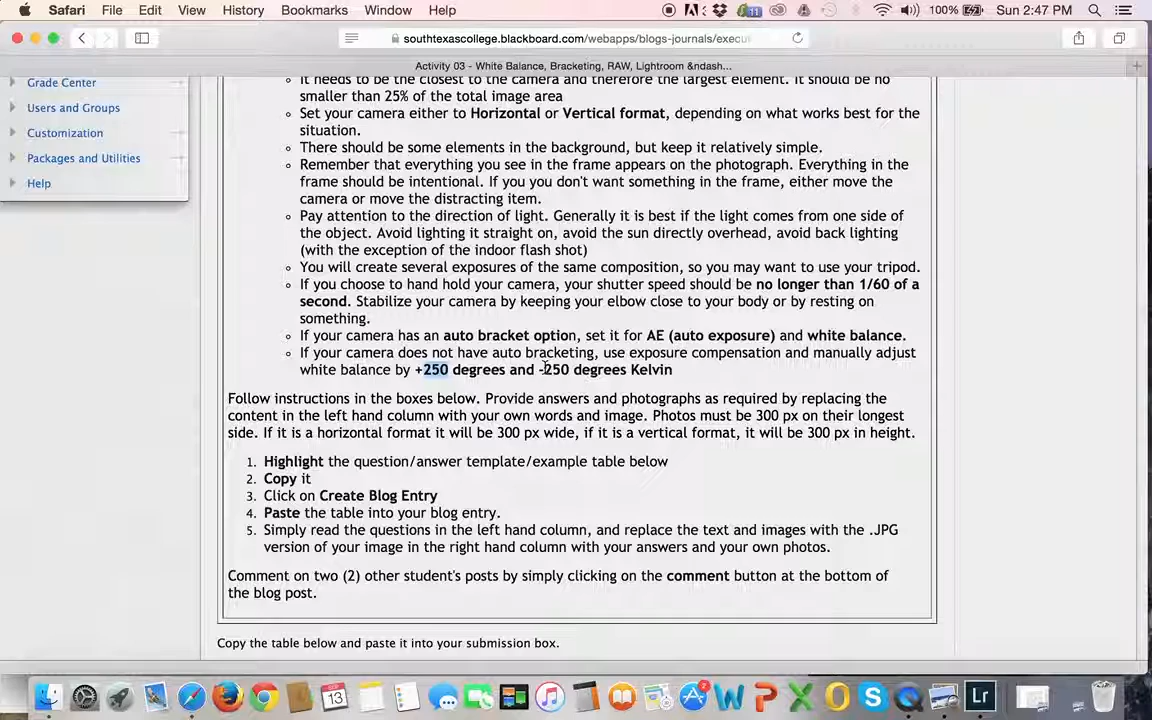 Safari File Edit View History Bookmarks Window Help 100% Sun 2:47 PM
southtexascollege.blackboard.com/webapps/blogs-journals/execu
Activity 03 - White Balance, Bracketing, RAW, Lightroom &ndash...
Grade Center
Users and Groups
Customization
Packages and Utilities
Help
It needs to be the closest to the camera and therefore the largest element. It should be no
smaller than 25% of the total image area
Set your camera either to Horizontal or Vertical format, depending on what works best for the
situation.
There should be some elements in the background, but keep it relatively simple.
Remember that everything you see in the frame appears on the photograph. Everything in the
frame should be intentional. If you you don't want something in the frame, either move the
camera or move the distracting item.
Pay attention to the direction of light. Generally it is best if the light comes from one side of
the object. Avoid lighting it straight on, avoid the sun directly overhead, avoid back lighting
(with the exception of the indoor flash shot)
You will create several exposures of the same composition, so you may want to use your tripod.
If you choose to hand hold your camera, your shutter speed should be no longer than 1/60 of a
second. Stabilize your camera by keeping your elbow close to your body or by resting on
something.
If your camera has an auto bracket option, set it for AE (auto exposure) and white balance.
If your camera does not have auto bracketing, use exposure compensation and manually adjust
white balance by +250 degrees and -250 degrees Kelvin
Follow instructions in the boxes below. Provide answers and photographs as required by replacing the
content in the left hand column with your own words and image. Photos must be 300 px on their longest
side. If it is a horizontal format it will be 300 px wide, if it is a vertical format, it will be 300 px in height.
1. Highlight the question/answer template/example table below
2. Copy it
3. Click on Create Blog Entry
4. Paste the table into your blog entry.
5. Simply read the questions in the left hand column, and replace the text and images with the .JPG
version of your image in the right hand column with your answers and your own photos.
Comment on two (2) other student's posts by simply clicking on the comment button at the bottom of
the blog post.
Copy the table below and paste it into your submission box.
13
Lr